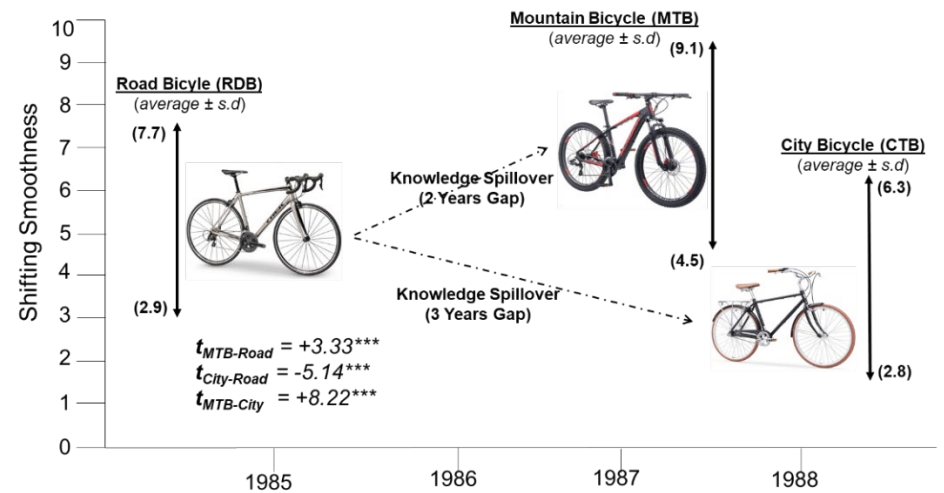 Mountain Bicycle (MTB)
(average ± s.d)
(9.1)
10
9
8
7
6
5
4
3
2
1
0
Shifting Smoothness
Road Bicyle (RDB)
(average ± s.d)
(7.7)
(2.9)
City Bicycle (CTB)
(average ± s.d)
(6.3)
(2.8)
Knowledge Spillover
(2 Years Gap)
(4.5)
Knowledge Spillover
(3 Years Gap)
tMTB-Road = +3.33***
tCity-Road = -5.14***
tMTB-City = +8.22***
1985
1986
1987
1988